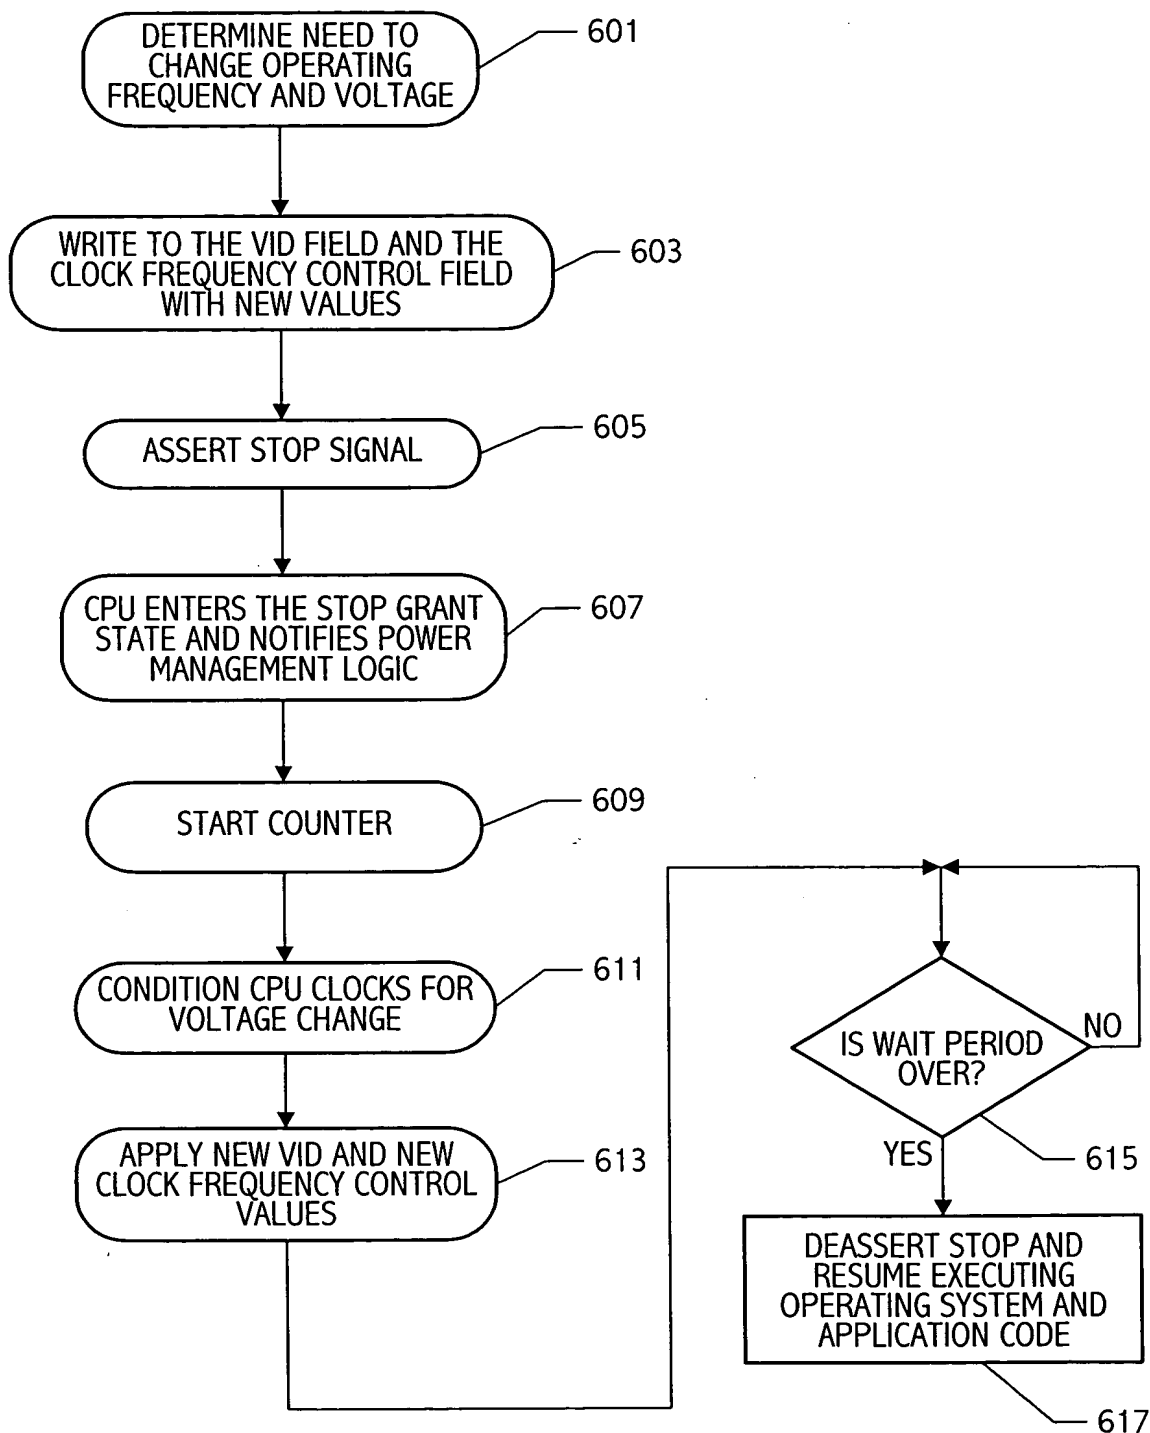 DETERMINE NEED TO
CHANGE OPERATING
FREQUENCY AND VOLTAGE
601
WRITE TO THE VID FIELD AND THE
CLOCK FREQUENCY CONTROL FIELD
WITH NEW VALUES
603
ASSERT STOP SIGNAL
605
CPU ENTERS THE STOP GRANT
STATE AND NOTIFIES POWER
MANAGEMENT LOGIC
607
START COUNTER
609
CONDITION CPU CLOCKS FOR
VOLTAGE CHANGE
611
APPLY NEW VID AND NEW
CLOCK FREQUENCY CONTROL
VALUES
613
IS WAIT PERIOD
OVER?
NO
YES
615
DEASSERT STOP AND
RESUME EXECUTING
OPERATING SYSTEM AND
APPLICATION CODE
617